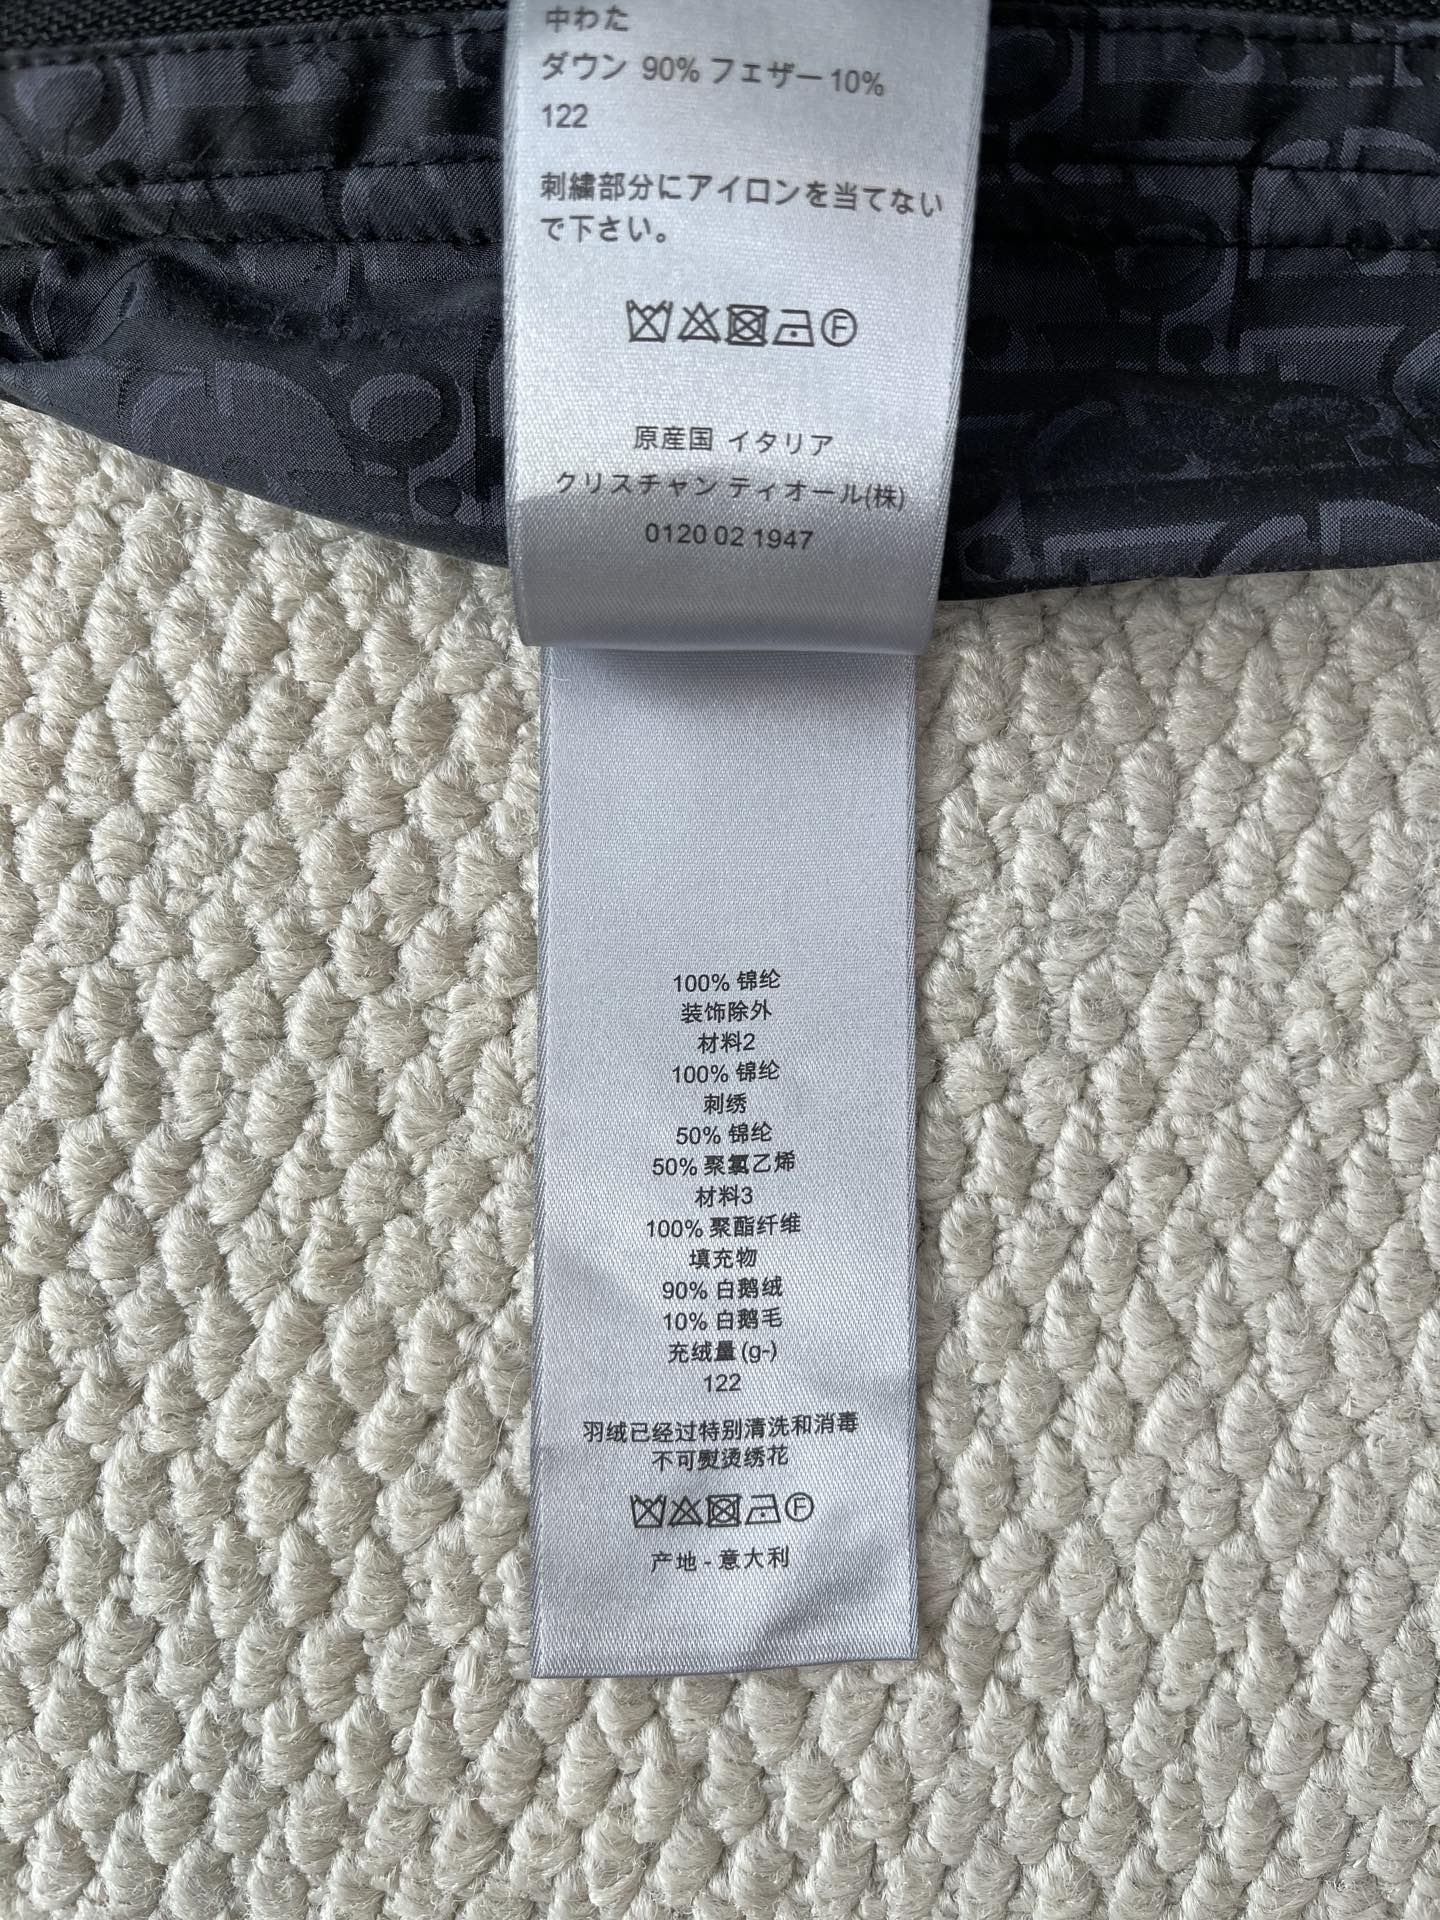 中わた
ダウン 90% フェザー 10%
122
刺繍部分にアイロンを当てない
で下さい。
F
原産国 イタリア
クリスチャン ディオール(株)
0120 02 1947
100% 锦纶
装饰除外
材料2
100% 锦纶
刺绣
50% 锦纶
50% 聚氯乙烯
材料3
100% 聚酯纤维
填充物
90% 白鹅绒
10% 白鹅毛
充绒量 (g-)
122
羽绒已经过特别清洗和消毒
不可熨烫绣花
F
产地 - 意大利